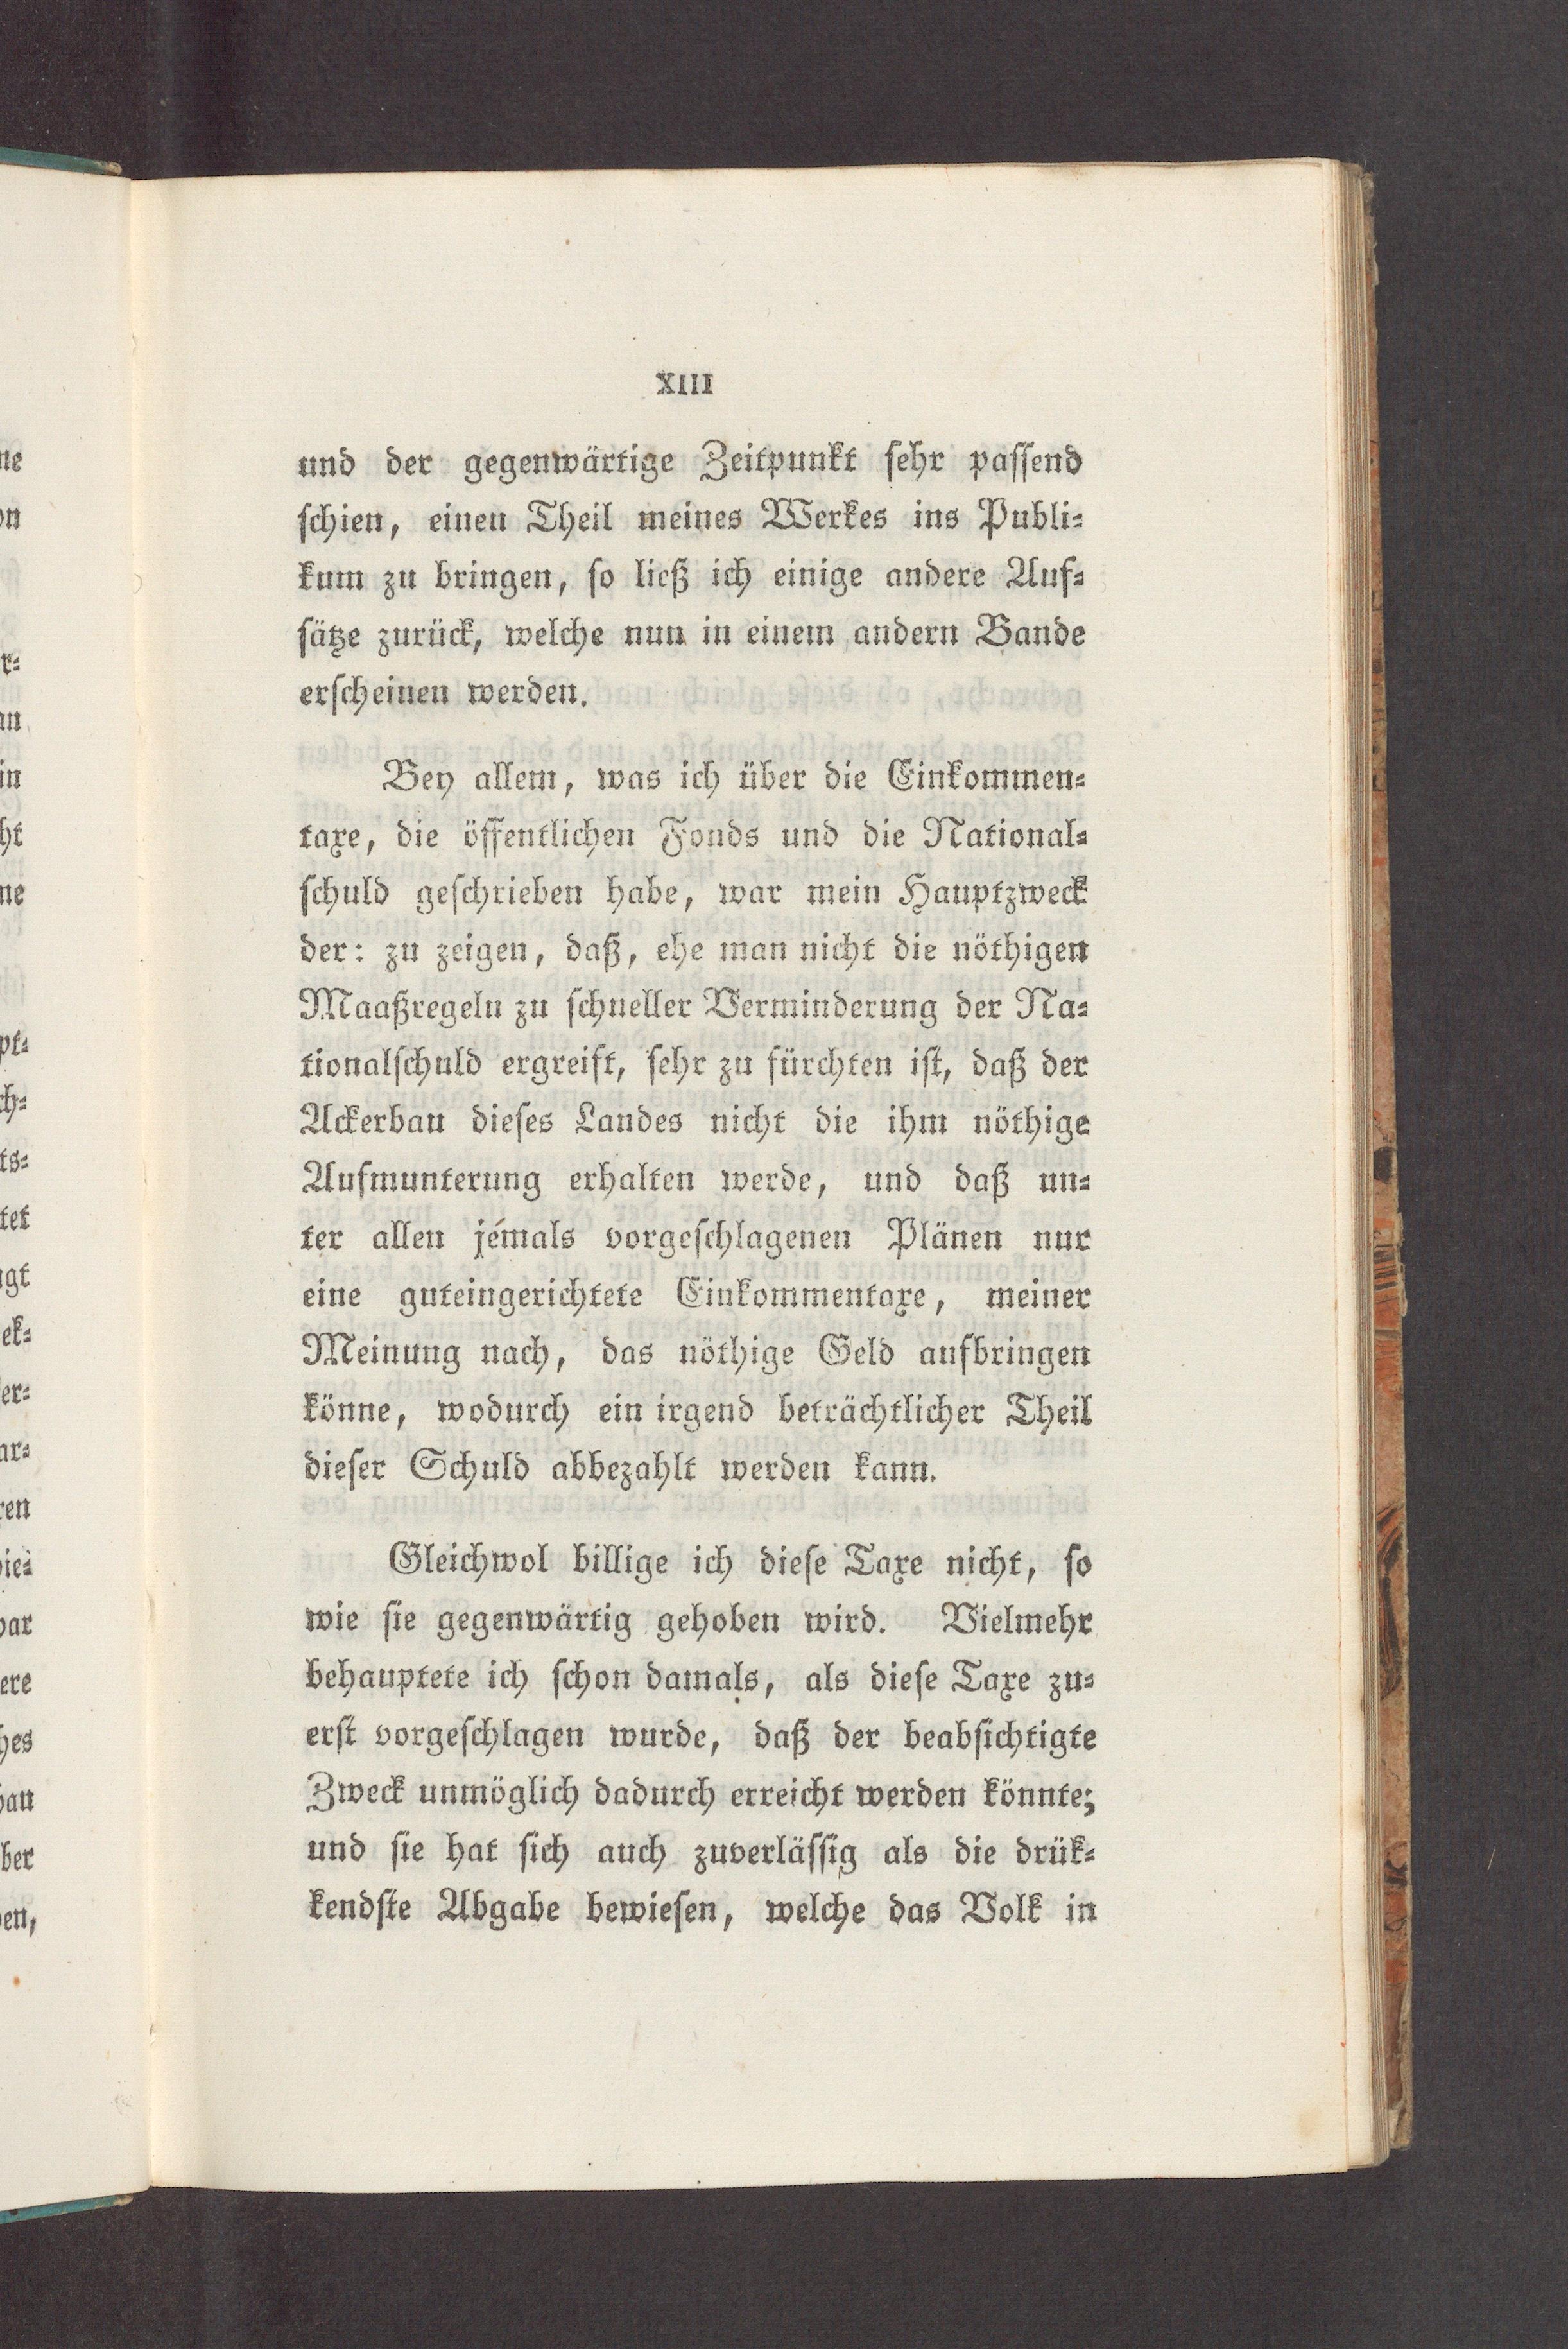 XIII
und der gegenwärtige Zeitpunkt sehr passend
schien, einen Theil meines Werkes ins Publi-
kum zu bringen, so ließ ich einige andere Auf-
sätze zurück, welche nun in einem andern Bande
erscheinen werden.
Bey allem, was ich über die Einkommen-
taxe, die öffentlichen Fonds und die National-
schuld geschrieben habe, war mein Hauptzweck
der: zu zeigen, daß, ehe man nicht die nöthigen
Maaßregeln zu schneller Verminderung der Na-
tionalschuld ergreift, sehr zu fürchten ist, daß der
Ackerbau dieses Landes nicht die ihm nöthige
Aufmunterung erhalten werde, und daß un-
ter allen jemals vorgeschlagenen Plänen nur
eine guteingerichtete Einkommentaxe, meiner
Meinung nach, das nöthige Geld aufbringen
könne, wodurch ein irgend beträchtlicher Theil
dieser Schuld abbezahlt werden kann.
Gleichwol billige ich diese Taxe nicht, so
wie sie gegenwärtig gehoben wird. Vielmehr
behauptete ich schon damals, als diese Taxe zu-
erst vorgeschlagen wurde, daß der beabsichtigte
Zweck unmöglich dadurch erreicht werden könnte;
und sie hat sich auch zuverlässig als die drük-
kendste Abgabe bewiesen, welche das Volk in